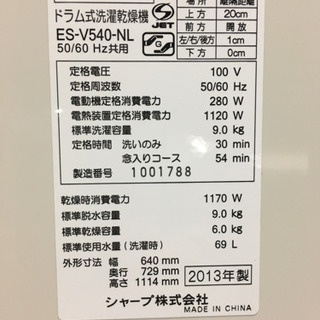 場所 離隔距離
上方 20cm
前方 開放
左/右/後方 1cm
下方 0cm
ドラム式洗濯乾燥機
ES-V540-NL
50/60 Hz共用
S JET
定格電圧 100 V
定格周波数 50/60 Hz
電動機定格消費電力 280 W
電熱装置定格消費電力 1120 W
標準洗濯容量 9.0 kg
定格時間 洗いのみ 30 min
念入りコース 54 min
製造番号 1001788
乾燥時消費電力 1170 W
標準脱水容量 9.0 kg
標準乾燥容量 6.0 kg
標準使用水量(洗濯時) 69 L
外形寸法 幅 640 mm
奥行 729 mm
高さ 1114 mm
2013年製
シャープ株式会社
MADE IN CHINA